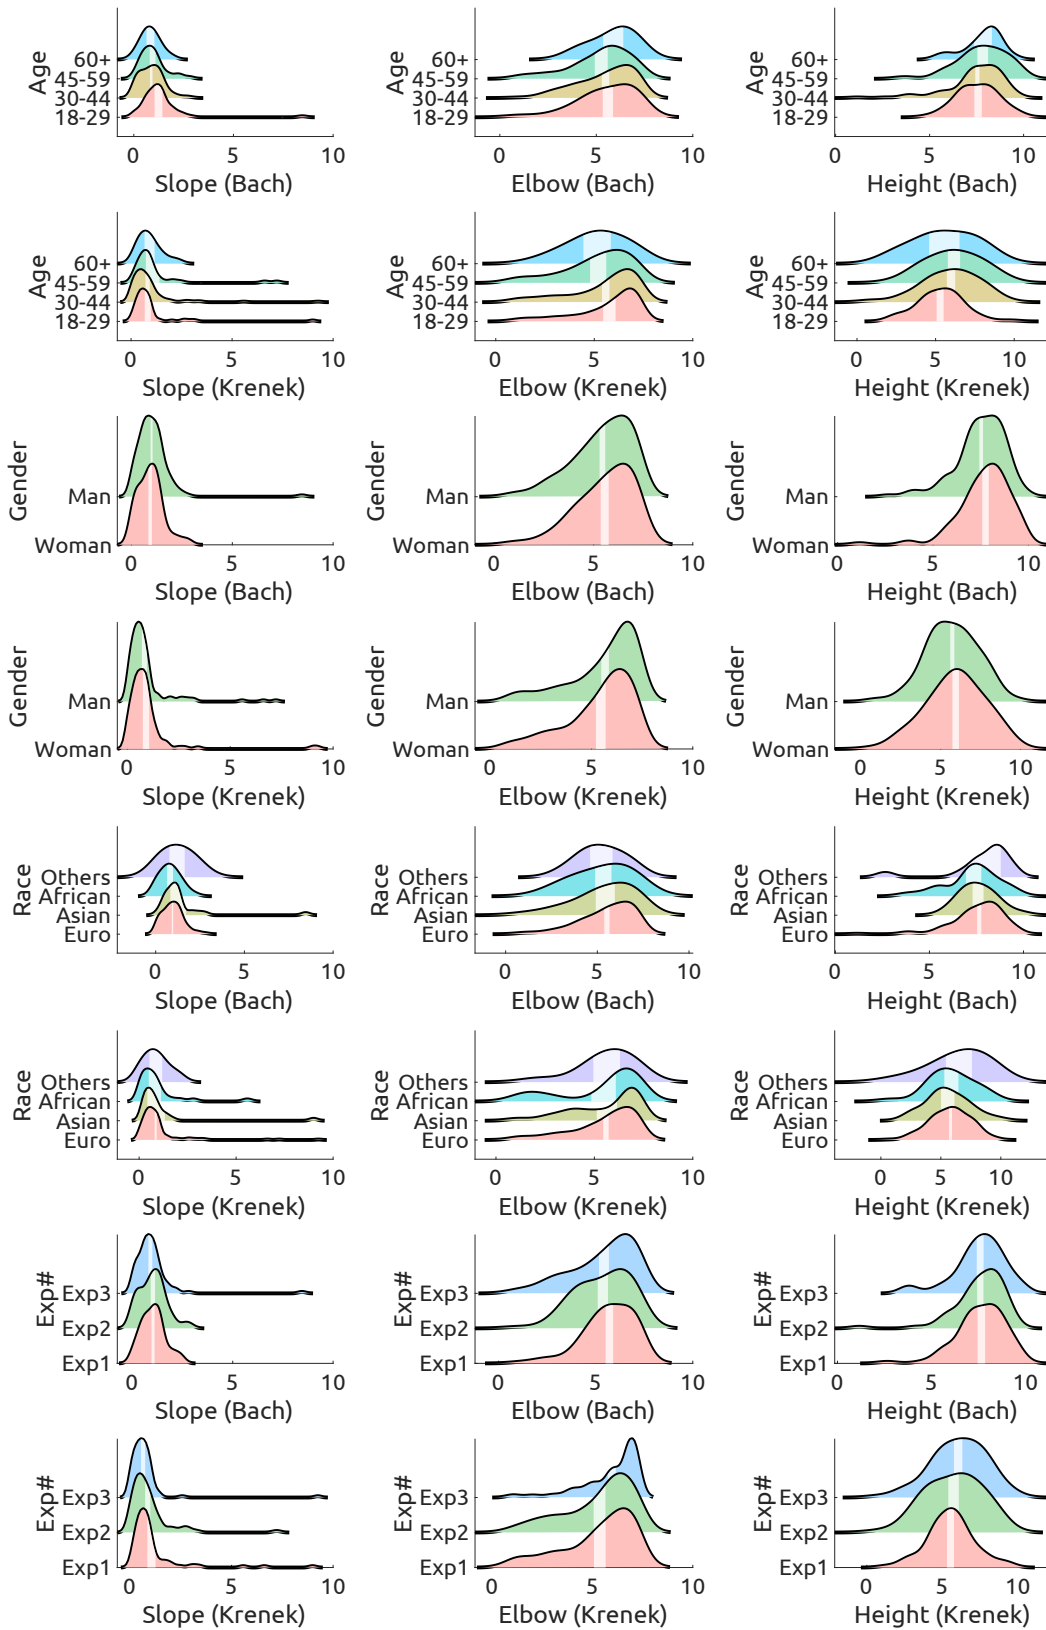 Age
60+
45-59
30-44
18-29
0 5 10
Slope (Bach)
0 5 10
Elbow (Bach)
Age
60+
45-59
30-44
18-29
0 5 10
Height (Bach)
Age
60+
45-59
30-44
18-29
0 5 10
Slope (Krenek)
Age
60+
45-59
30-44
18-29
0 5 10
Elbow (Krenek)
Age
60+
45-59
30-44
18-29
0 5 10
Height (Krenek)
Gender
Man
Woman
0 5 10
Slope (Bach)
Gender
Man
Woman
0 5 10
Elbow (Bach)
Gender
Man
Woman
0 5 10
Height (Bach)
Gender
Man
Woman
0 5 10
Slope (Krenek)
Gender
Man
Woman
0 5 10
Elbow (Krenek)
Gender
Man
Woman
0 5 10
Height (Krenek)
Race
Others
African
Asian
Euro
0 5 10
Slope (Bach)
Race
Others
African
Asian
Euro
0 5 10
Elbow (Bach)
Race
Others
African
Asian
Euro
0 5 10
Height (Bach)
Race
Others
African
Asian
Euro
0 5 10
Slope (Krenek)
Race
Others
African
Asian
Euro
0 5 10
Elbow (Krenek)
Race
Others
African
Asian
Euro
0 5 10
Height (Krenek)
Exp#
Exp3
Exp2
Exp1
0 5 10
Slope (Bach)
Exp#
Exp3
Exp2
Exp1
0 5 10
Elbow (Bach)
Exp#
Exp3
Exp2
Exp1
0 5 10
Height (Bach)
Exp#
Exp3
Exp2
Exp1
0 5 10
Slope (Krenek)
Exp#
Exp3
Exp2
Exp1
0 5 10
Elbow (Krenek)
Exp#
Exp3
Exp2
Exp1
0 5 10
Height (Krenek)